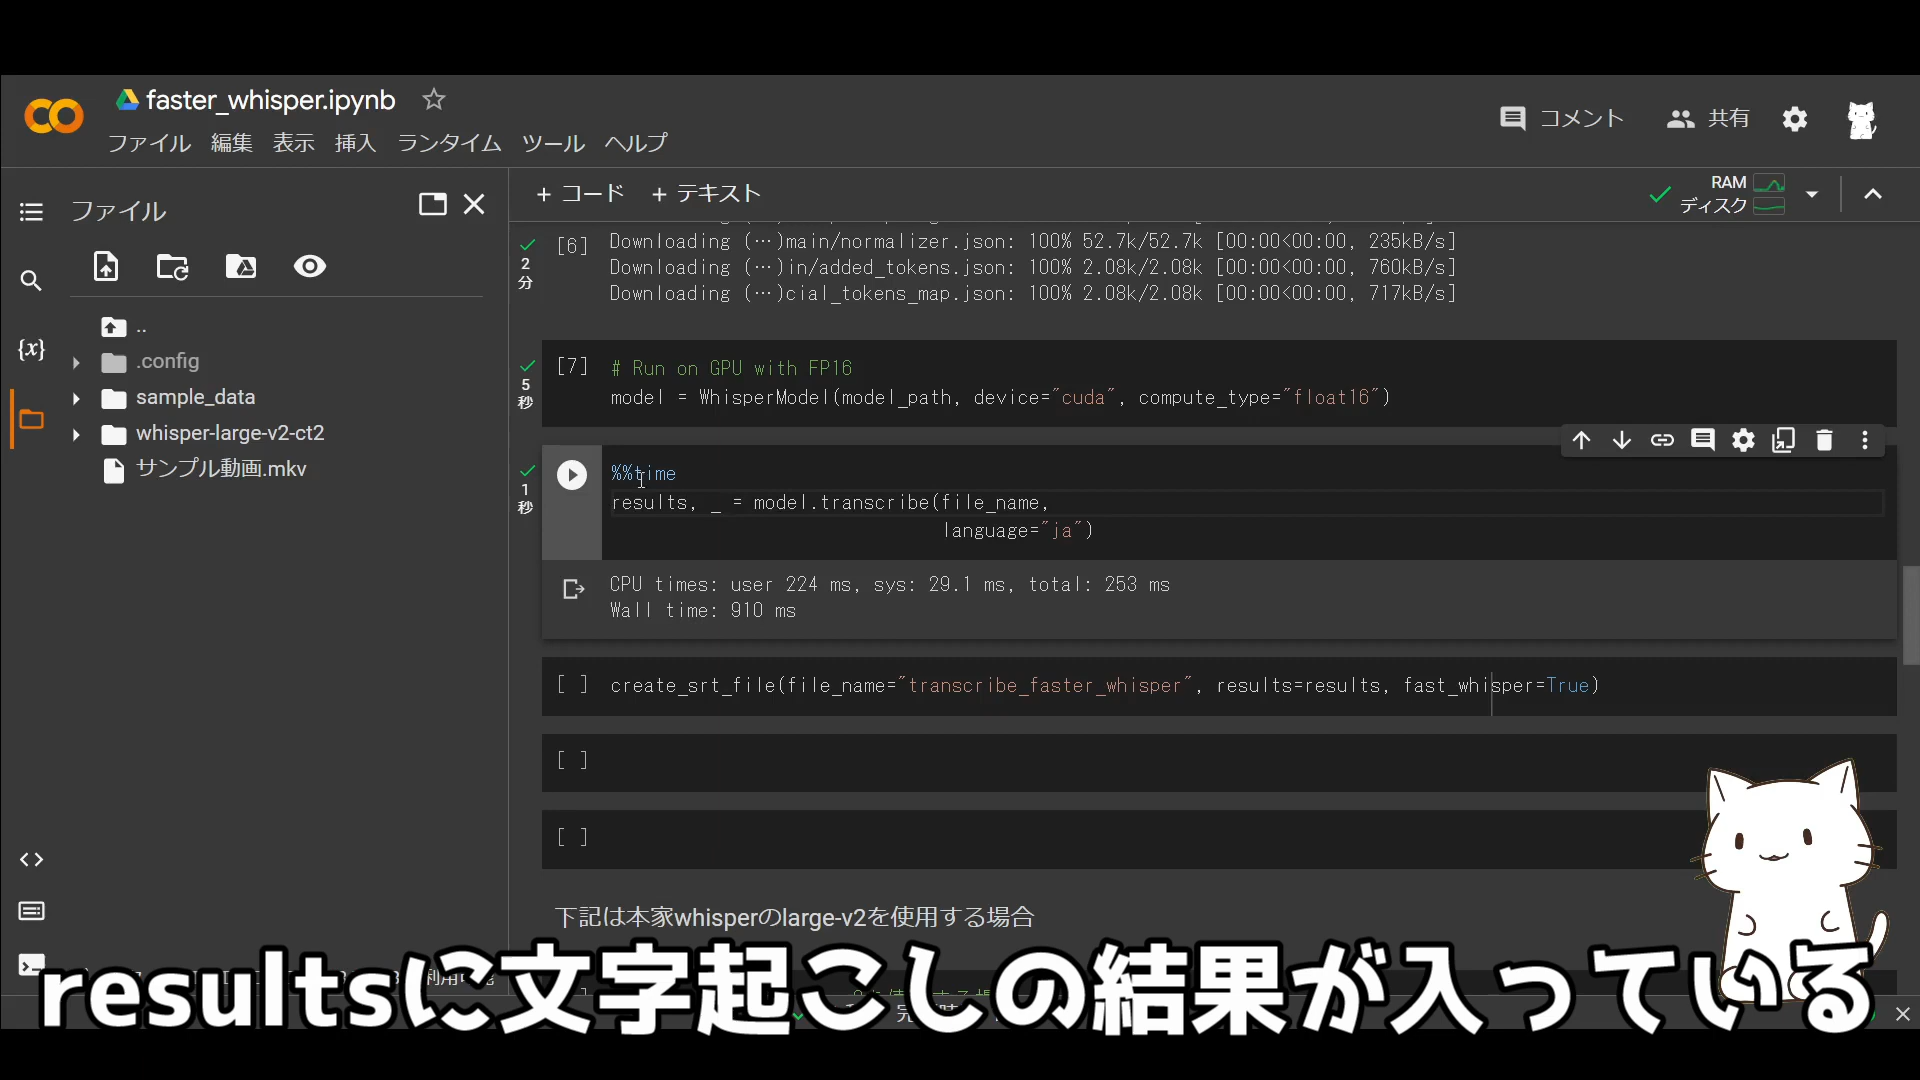 faster_whisper.ipynb
ファイル 編集 表示 挿入 ランタイム ツール ヘルプ
コメント 共有
ファイル
+ コード + テキスト
RAM
ディスク
..
.config
sample_data
whisper-large-v2-ct2
サンプル動画.mkv
{x}
2
分
[6] Downloading (…)main/normalizer.json: 100% 52.7k/52.7k [00:00<00:00, 235kB/s]
Downloading (…)in/added_tokens.json: 100% 2.08k/2.08k [00:00<00:00, 760kB/s]
Downloading (…)cial_tokens_map.json: 100% 2.08k/2.08k [00:00<00:00, 717kB/s]
5
秒
[7] # Run on GPU with FP16
model = WhisperModel(model_path, device="cuda", compute_type="float16")
1
秒
%%time
results, _ = model.transcribe(file_name,
language="ja")
CPU times: user 224 ms, sys: 29.1 ms, total: 253 ms
Wall time: 910 ms
[ ] create_srt_file(file_name="transcribe_faster_whisper", results=results, fast_whisper=True)
[ ]
[ ]
下記は本家whisperのlarge-v2を使用する場合
resultsに文字起こしの結果が入っている